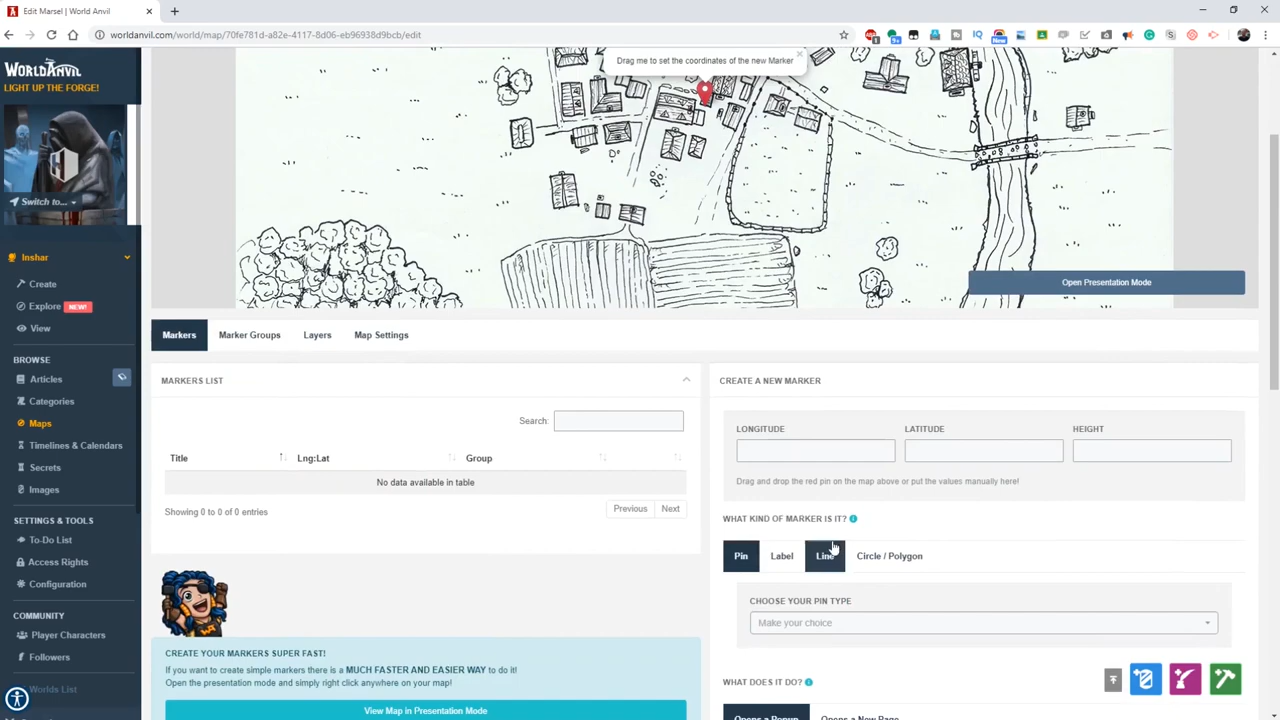 Edit Marsel | World Anvil
worldanvil.com/world/map/70fe781d-a82e-4117-8d06-eb96938d9bcb/edit
WORLDANVIL
LIGHT UP THE FORGE!
Switch to...
Inshar
Create
Explore NEW!
View
BROWSE
Articles
Categories
Maps
Timelines & Calendars
Secrets
Images
SETTINGS & TOOLS
To-Do List
Access Rights
Configuration
COMMUNITY
Player Characters
Followers
Worlds List
Drag me to set the coordinates of the new Marker
Open Presentation Mode
Markers Marker Groups Layers Map Settings
MARKERS LIST
Search:
Title Lng:Lat Group
No data available in table
Showing 0 to 0 of 0 entries Previous Next
CREATE YOUR MARKERS SUPER FAST!
If you want to create simple markers there is a MUCH FASTER AND EASIER WAY to do it!
Open the presentation mode and simply right click anywhere on your map!
View Map in Presentation Mode
CREATE A NEW MARKER
LONGITUDE LATITUDE HEIGHT
Drag and drop the red pin on the map above or put the values manually here!
WHAT KIND OF MARKER IS IT?
Pin Label Line Circle / Polygon
CHOOSE YOUR PIN TYPE
Make your choice
WHAT DOES IT DO?
Opens a Popup Opens a New Page